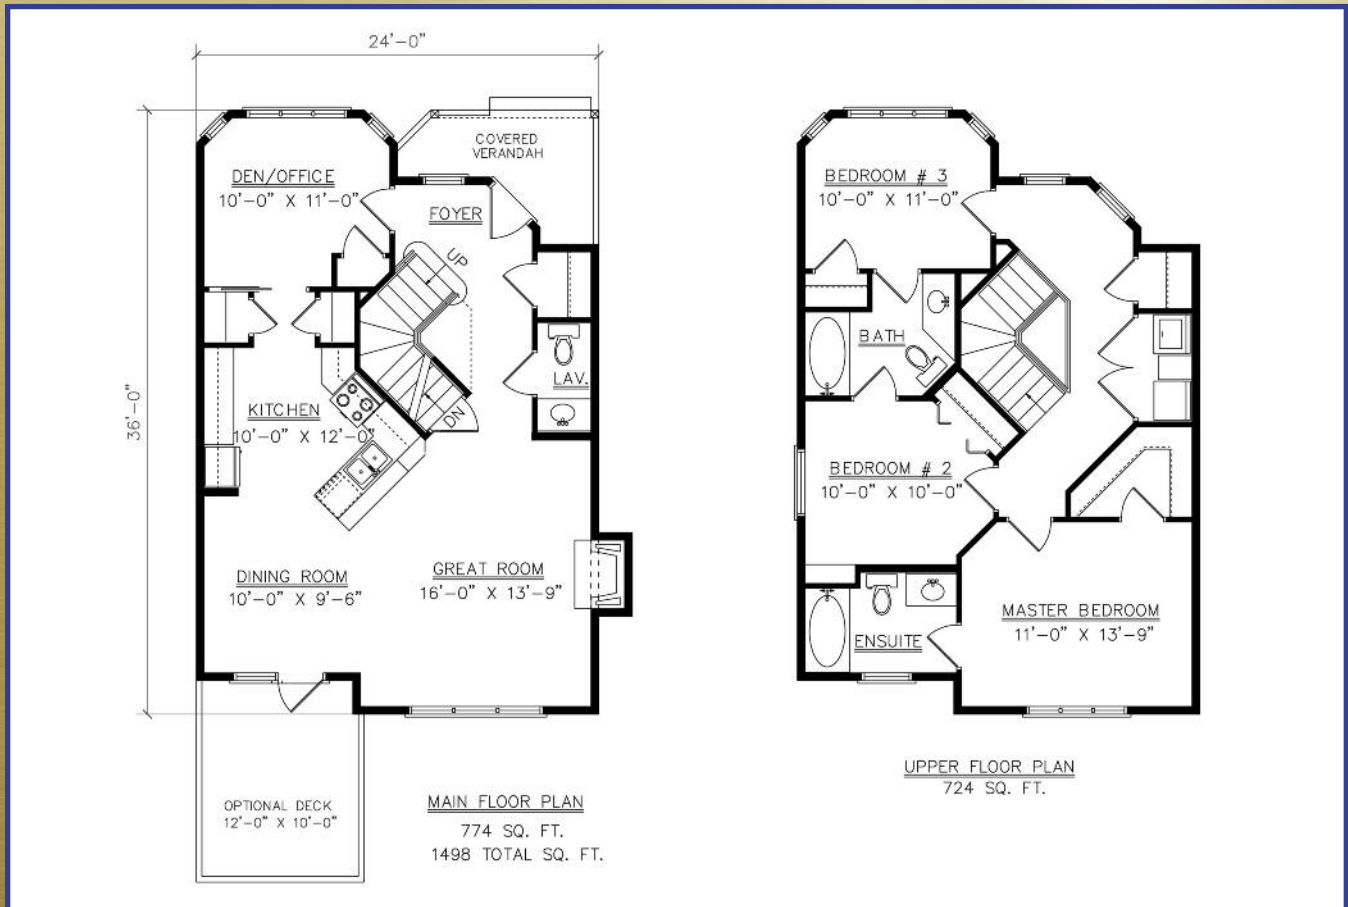 24'-0"
36'-0"
COVERED
VERANDAH
DEN/OFFICE
10'-0" X 11'-0"
FOYER
UP
LAV.
DN
KITCHEN
10'-0" X 12'-0"
DINING ROOM
10'-0" X 9'-6"
GREAT ROOM
16'-0" X 13'-9"
OPTIONAL DECK
12'-0" X 10'-0"
MAIN FLOOR PLAN
774 SQ. FT.
1498 TOTAL SQ. FT.
BEDROOM # 3
10'-0" X 11'-0"
BATH
BEDROOM # 2
10'-0" X 10'-0"
ENSUITE
MASTER BEDROOM
11'-0" X 13'-9"
UPPER FLOOR PLAN
724 SQ. FT.